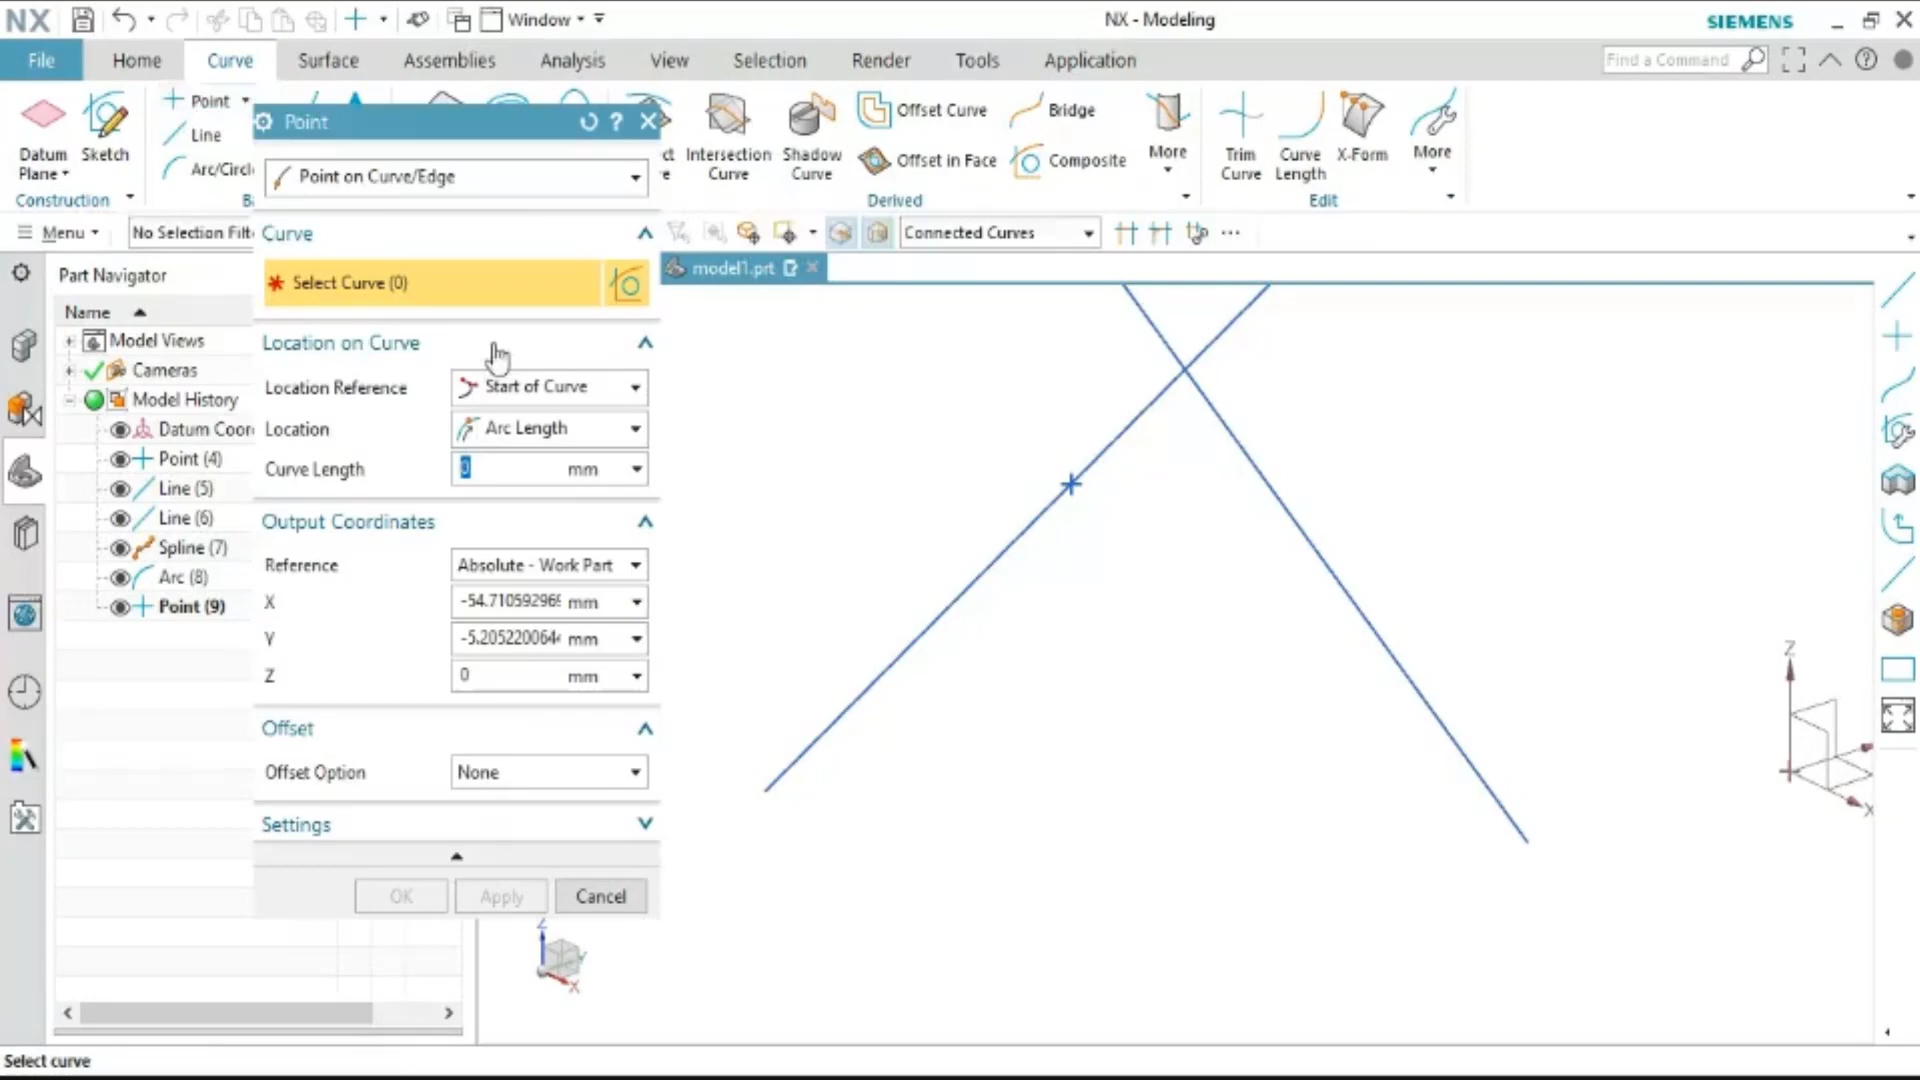 NX
Window
NX - Modeling
SIEMENS
File
Home
Curve
Surface
Assemblies
Analysis
View
Selection
Render
Tools
Application
Find a Command
Datum
Plane
Sketch
Construction
Point
Line
Arc/Circl
Point
Point on Curve/Edge
Intersection
Curve
Shadow
Curve
Offset Curve
Offset in Face
Bridge
Composite
More
Derived
Trim
Curve
Curve
Length
X-Form
More
Edit
Menu
No Selection Filt
Connected Curves
Curve
Select Curve (0)
Location on Curve
Location Reference
Start of Curve
Location
Arc Length
Curve Length
0 mm
Output Coordinates
Reference
Absolute - Work Part
X
-54.71059296 mm
Y
-5.205220064 mm
Z
0 mm
Offset
Offset Option
None
Settings
OK
Apply
Cancel
Part Navigator
Name
Model Views
Cameras
Model History
Datum Coor
Point (4)
Line (5)
Line (6)
Spline (7)
Arc (8)
Point (9)
model1.prt
Z
X
Z
X
Select curve